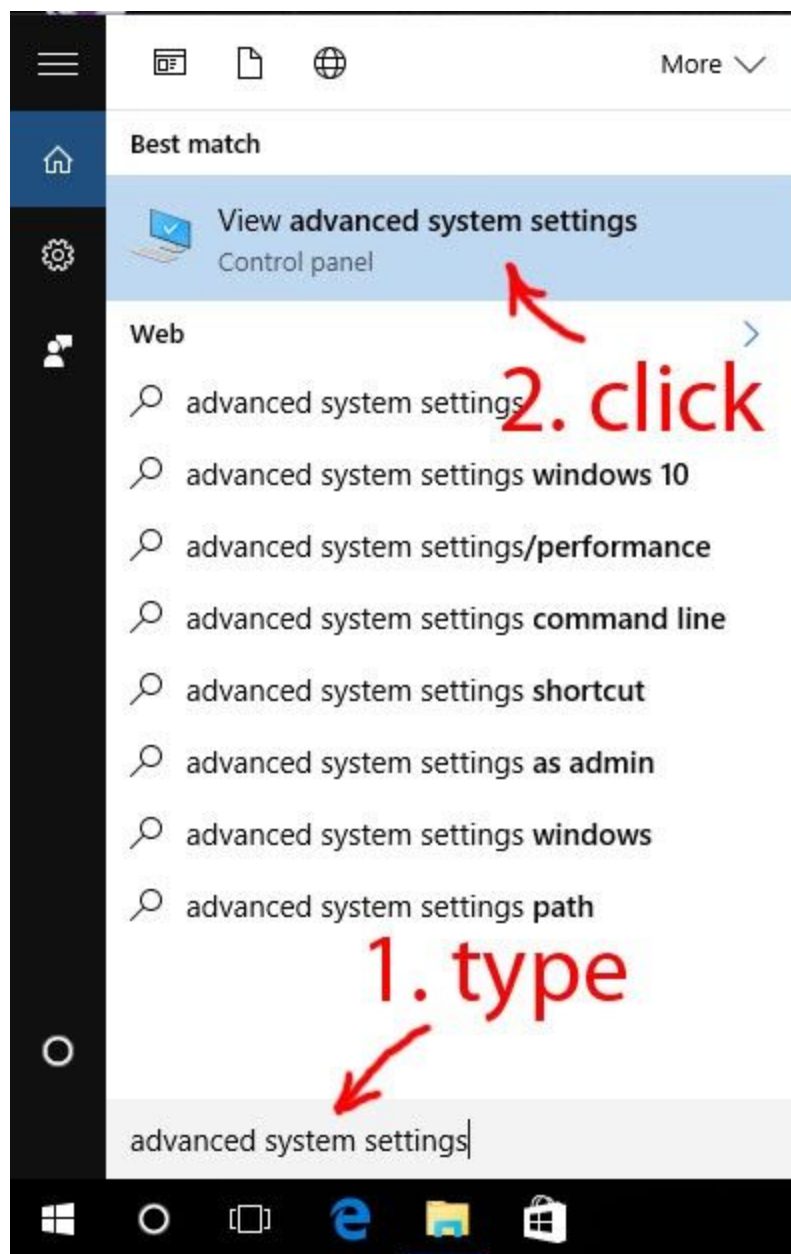 More
Best match
View advanced system settings
Control panel
Web
2. click
advanced system settings
advanced system settings windows 10
advanced system settings/performance
advanced system settings command line
advanced system settings shortcut
advanced system settings as admin
advanced system settings windows
advanced system settings path
1. type
advanced system settings